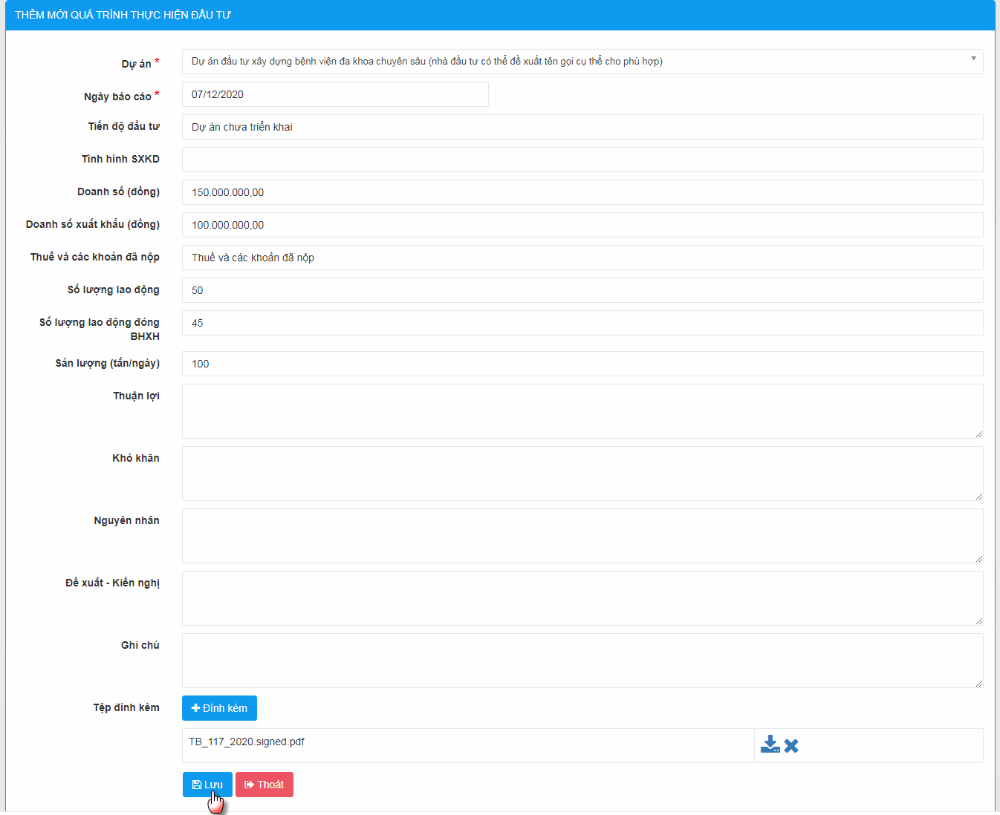 THÊM MỚI QUÁ TRÌNH THỰC HIỆN ĐẦU TƯ
Dự án * Dự án đầu tư xây dựng bệnh viện đa khoa chuyên sâu (nhà đầu tư có thể đề xuất tên gọi cụ thể cho phù hợp)
Ngày báo cáo * 07/12/2020
Tiến độ đầu tư Dự án chưa triển khai
Tình hình SXKD
Doanh số (đồng) 150.000.000,00
Doanh số xuất khẩu (đồng) 100.000.000,00
Thuế và các khoản đã nộp Thuế và các khoản đã nộp
Số lượng lao động 50
Số lượng lao động đóng 45
BHXH
Sản lượng (tấn/ngày) 100
Thuận lợi
Khó khăn
Nguyên nhân
Đề xuất - Kiến nghị
Ghi chú
Tệp đính kèm Đính kèm
TB_117_2020.signed.pdf
Lưu Thoát